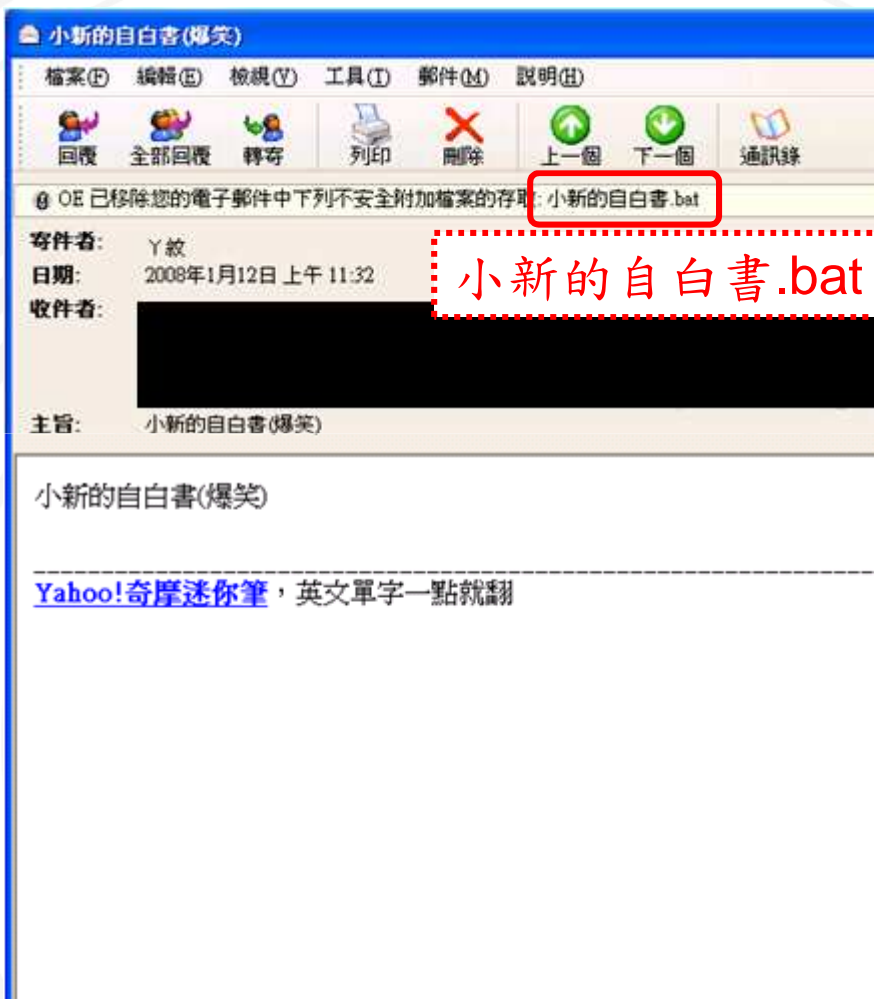 小新的自白書(爆笑)
檔案(F) 編輯(E) 檢視(V) 工具(T) 郵件(M) 說明(H)
回覆 全部回覆 轉寄 列印 刪除 上一個 下一個 通訊錄
OE 已移除您的電子郵件中下列不安全附加檔案的存取: 小新的自白書.bat
寄件者: ㄚ紋
日期: 2008年1月12日 上午 11:32
小新的自白書.bat
收件者:
主旨: 小新的自白書(爆笑)
小新的自白書(爆笑)
Yahoo!奇摩迷你筆,英文單字一點就翻